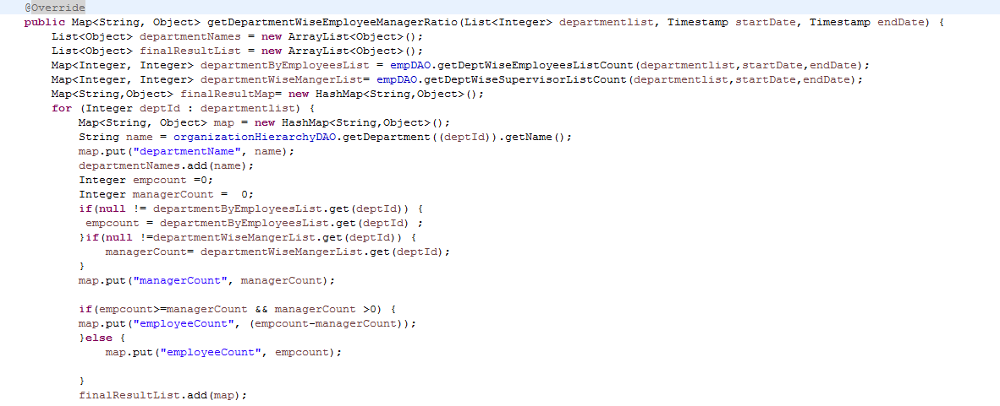 @Override
public Map<String, Object> getDepartmentWiseEmployeeManagerRatio(List<Integer> departmentlist, Timestamp startDate, Timestamp endDate) {
List<Object> departmentNames = new ArrayList<Object>();
List<Object> finalResultList = new ArrayList<Object>();
Map<Integer, Integer> departmentByEmployeesList = empDAO.getDeptWiseEmployeesListCount(departmentlist,startDate,endDate);
Map<Integer, Integer> departmentWiseMangerList= empDAO.getDeptWiseSupervisorListCount(departmentlist,startDate,endDate);
Map<String,Object> finalResultMap= new HashMap<String,Object>();
for (Integer deptId : departmentlist) {
Map<String, Object> map = new HashMap<String,Object>();
String name = organizationHierarchyDAO.getDepartment((deptId)).getName();
map.put("departmentName", name);
departmentNames.add(name);
Integer empcount =0;
Integer managerCount =  0;
if(null != departmentByEmployeesList.get(deptId)) {
empcount = departmentByEmployeesList.get(deptId) ;
}if(null !=departmentWiseMangerList.get(deptId)) {
managerCount= departmentWiseMangerList.get(deptId);
}
map.put("managerCount", managerCount);
if(empcount>=managerCount && managerCount >0) {
map.put("employeeCount", (empcount-managerCount));
}else {
map.put("employeeCount", empcount);
}
finalResultList.add(map);